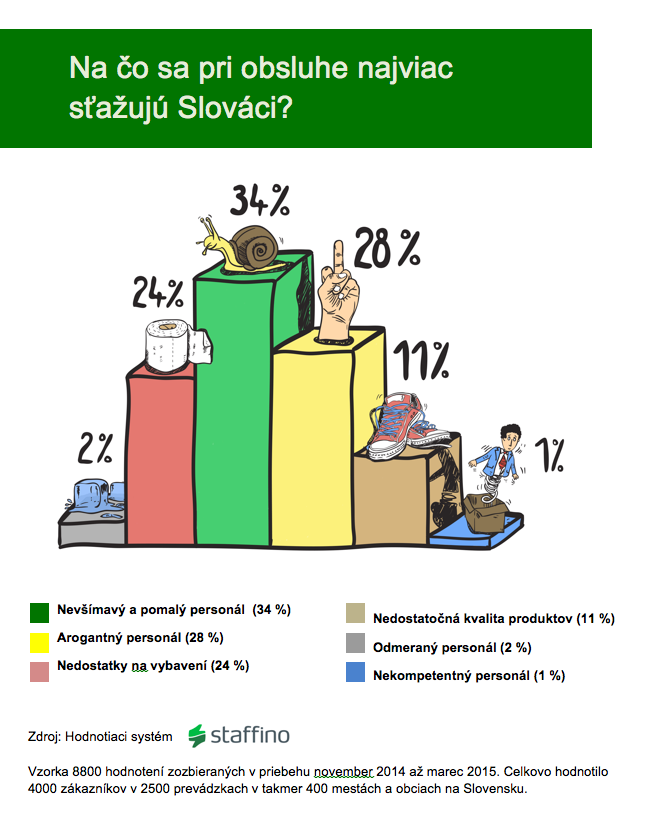 Na čo sa pri obsluhe najviac
sťažujú Slováci?
34%
28%
24%
11%
2%
1%
Nevšímavý a pomalý personál (34 %)
Arogantný personál (28 %)
Nedostatky na vybavení (24 %)
Nedostatočná kvalita produktov (11 %)
Odmeraný personál (2 %)
Nekompetentný personál (1 %)
Zdroj: Hodnotiaci systém staffino
Vzorka 8800 hodnotení zozbieraných v priebehu november 2014 až marec 2015. Celkovo hodnotilo
4000 zákazníkov v 2500 prevádzkach v takmer 400 mestách a obciach na Slovensku.